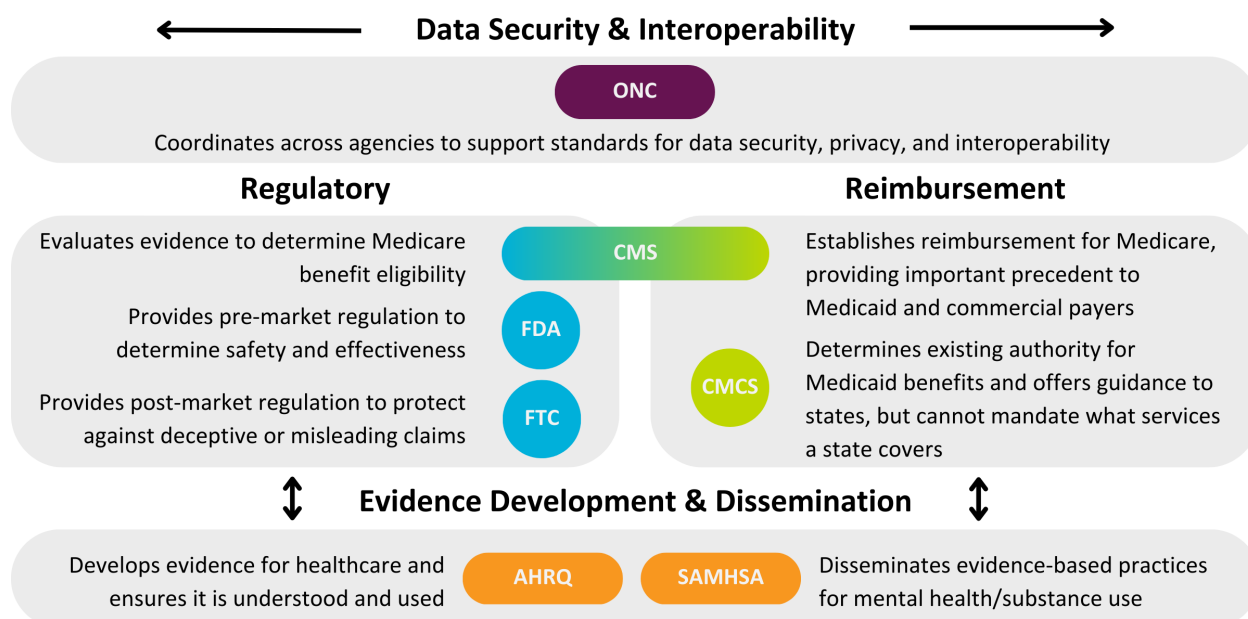 Data Security & Interoperability
ONC
Coordinates across agencies to support standards for data security, privacy, and interoperability
Regulatory
Reimbursement
Evaluates evidence to determine Medicare
benefit eligibility
CMS
Establishes reimbursement for Medicare,
providing important precedent to
Medicaid and commercial payers
Provides pre-market regulation to
determine safety and effectiveness
FDA
Provides post-market regulation to protect
against deceptive or misleading claims
FTC
CMCS
Determines existing authority for
Medicaid benefits and offers guidance to
states, but cannot mandate what services
a state covers
Evidence Development & Dissemination
Develops evidence for healthcare and
ensures it is understood and used
AHRQ
SAMHSA
Disseminates evidence-based practices
for mental health/substance use